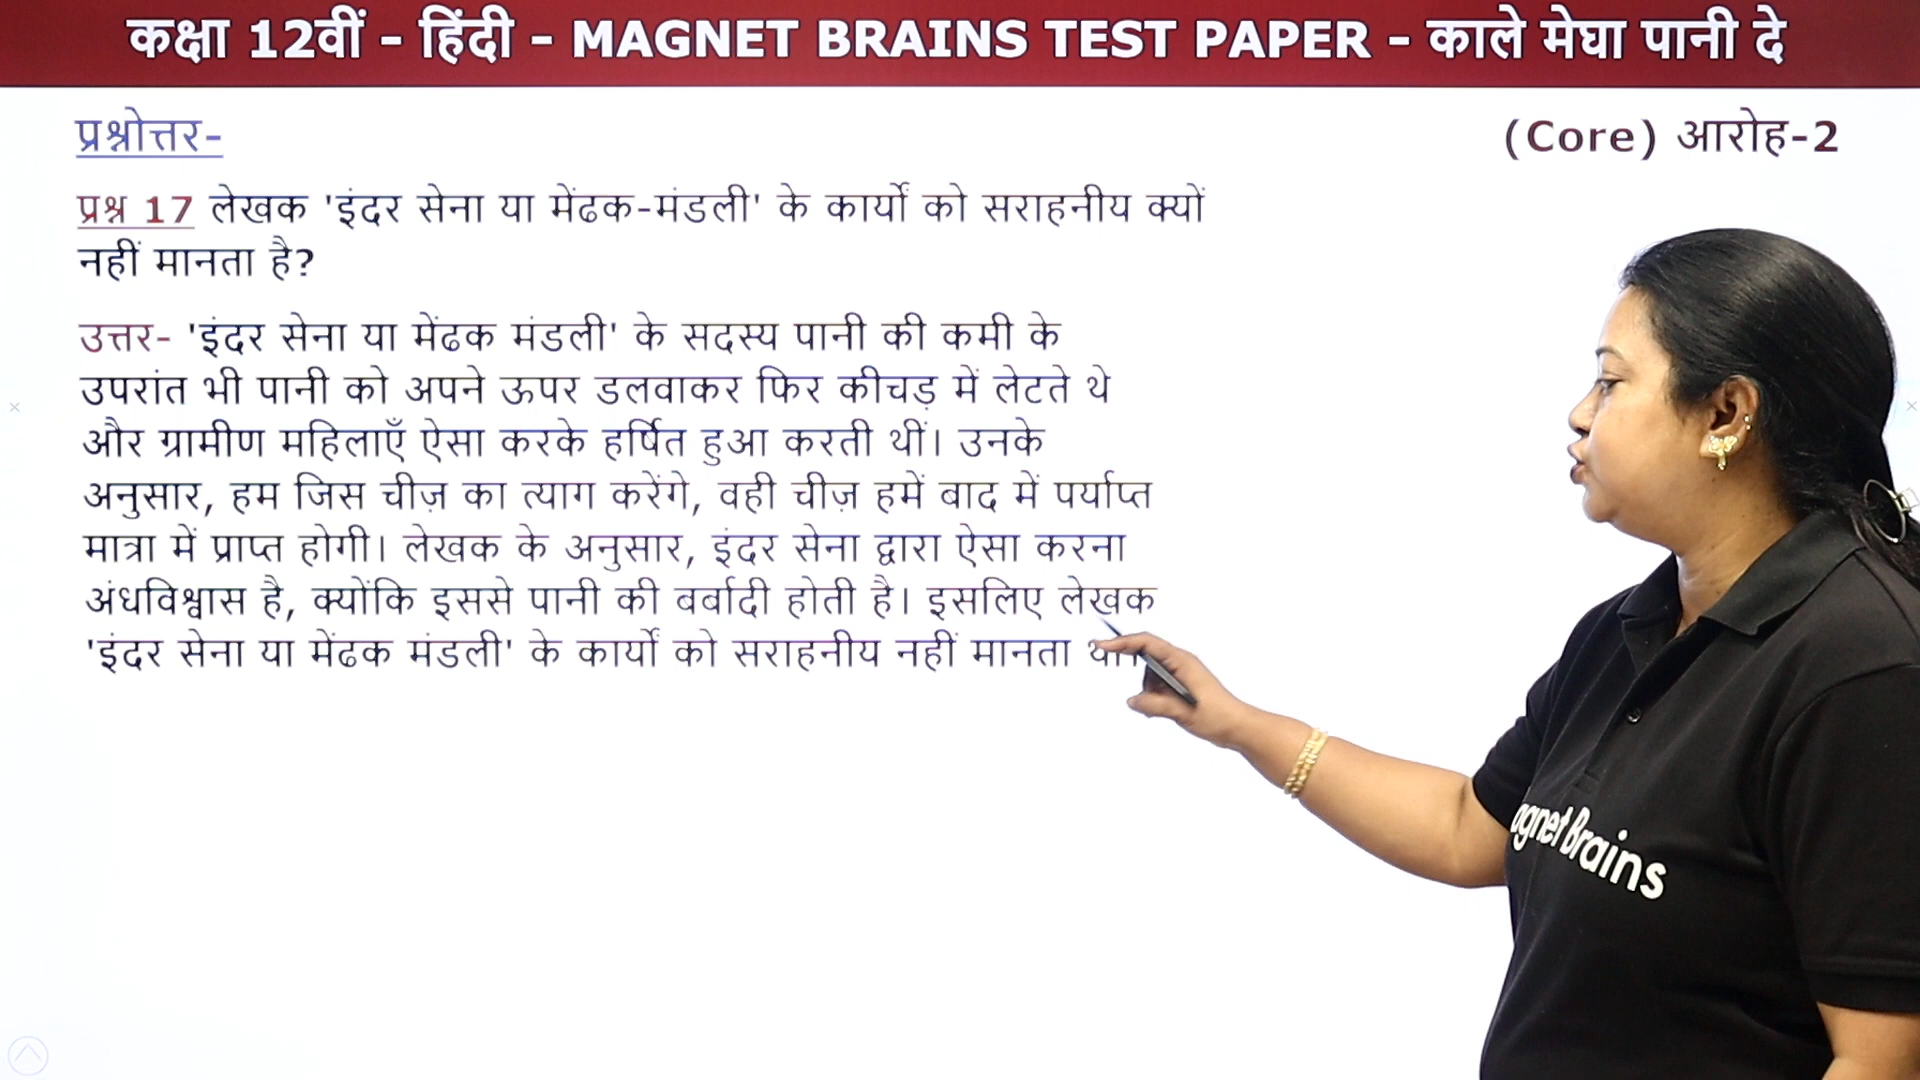 कक्षा 12वीं - हिंदी - MAGNET BRAINS TEST PAPER - काले मेघा पानी दे
प्रश्नोत्तर-
(Core) आरोह-2
प्रश्न 17 लेखक 'इंदर सेना या मेंढक-मंडली' के कार्यों को सराहनीय क्यों
नहीं मानता है?
उत्तर- 'इंदर सेना या मेंढक मंडली' के सदस्य पानी की कमी के
उपरांत भी पानी को अपने ऊपर डलवाकर फिर कीचड़ में लेटते थे
और ग्रामीण महिलाएँ ऐसा करके हर्षित हुआ करती थीं। उनके
अनुसार, हम जिस चीज़ का त्याग करेंगे, वही चीज़ हमें बाद में पर्याप्त
मात्रा में प्राप्त होगी। लेखक के अनुसार, इंदर सेना द्वारा ऐसा करना
अंधविश्वास है, क्योंकि इससे पानी की बर्बादी होती है। इसलिए लेखक
'इंदर सेना या मेंढक मंडली' के कार्यों को सराहनीय नहीं मानता था।
agnet Brains